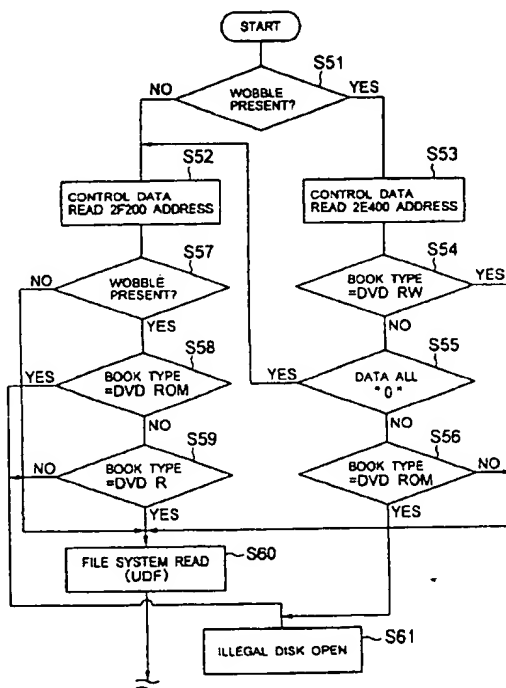 START
S51
NO
WOBBLE
PRESENT?
YES
S52
S53
CONTROL DATA
READ 2F200 ADDRESS
CONTROL DATA
READ 2E400 ADDRESS
S57
S54
NO
WOBBLE
PRESENT?
BOOK TYPE
=DVD RW
YES
YES
NO
S58
S55
YES
BOOK TYPE
=DVD ROM
YES
DATA ALL
"0"
NO
NO
S59
S56
NO
BOOK TYPE
=DVD R
BOOK TYPE
=DVD ROM
NO
YES
YES
FILE SYSTEM READ
(UDF)
S60
ILLEGAL DISK OPEN
S61